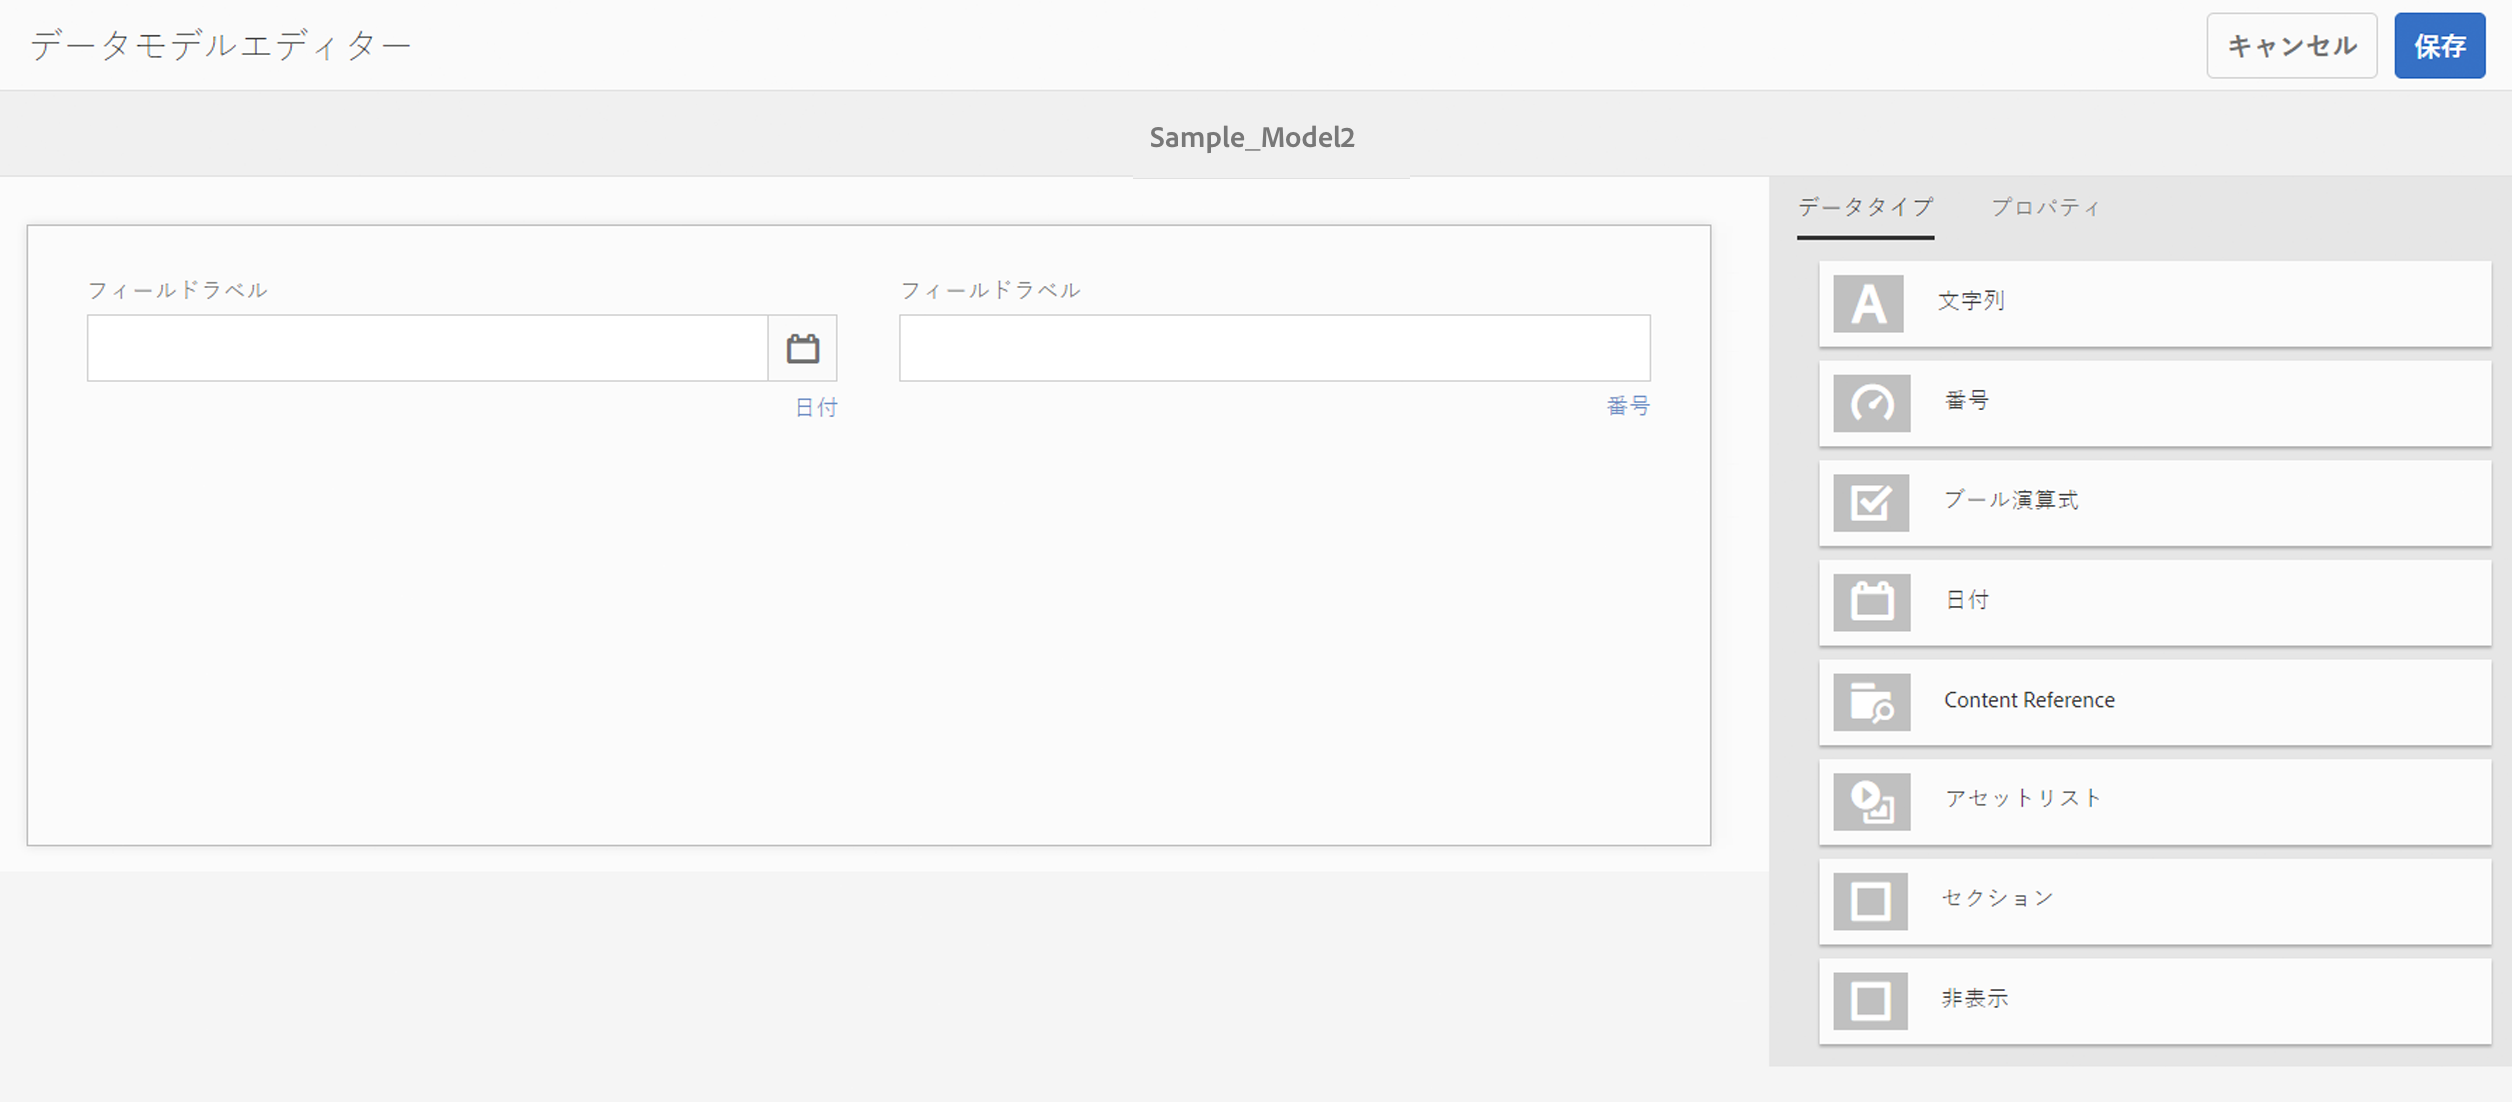 データモデルエディター
キャンセル
保存
Sample_Model2
データタイプ
プロパティ
フィールドラベル
フィールドラベル
日付
番号
文字列
番号
ブール演算式
日付
Content Reference
アセットリスト
セクション
非表示